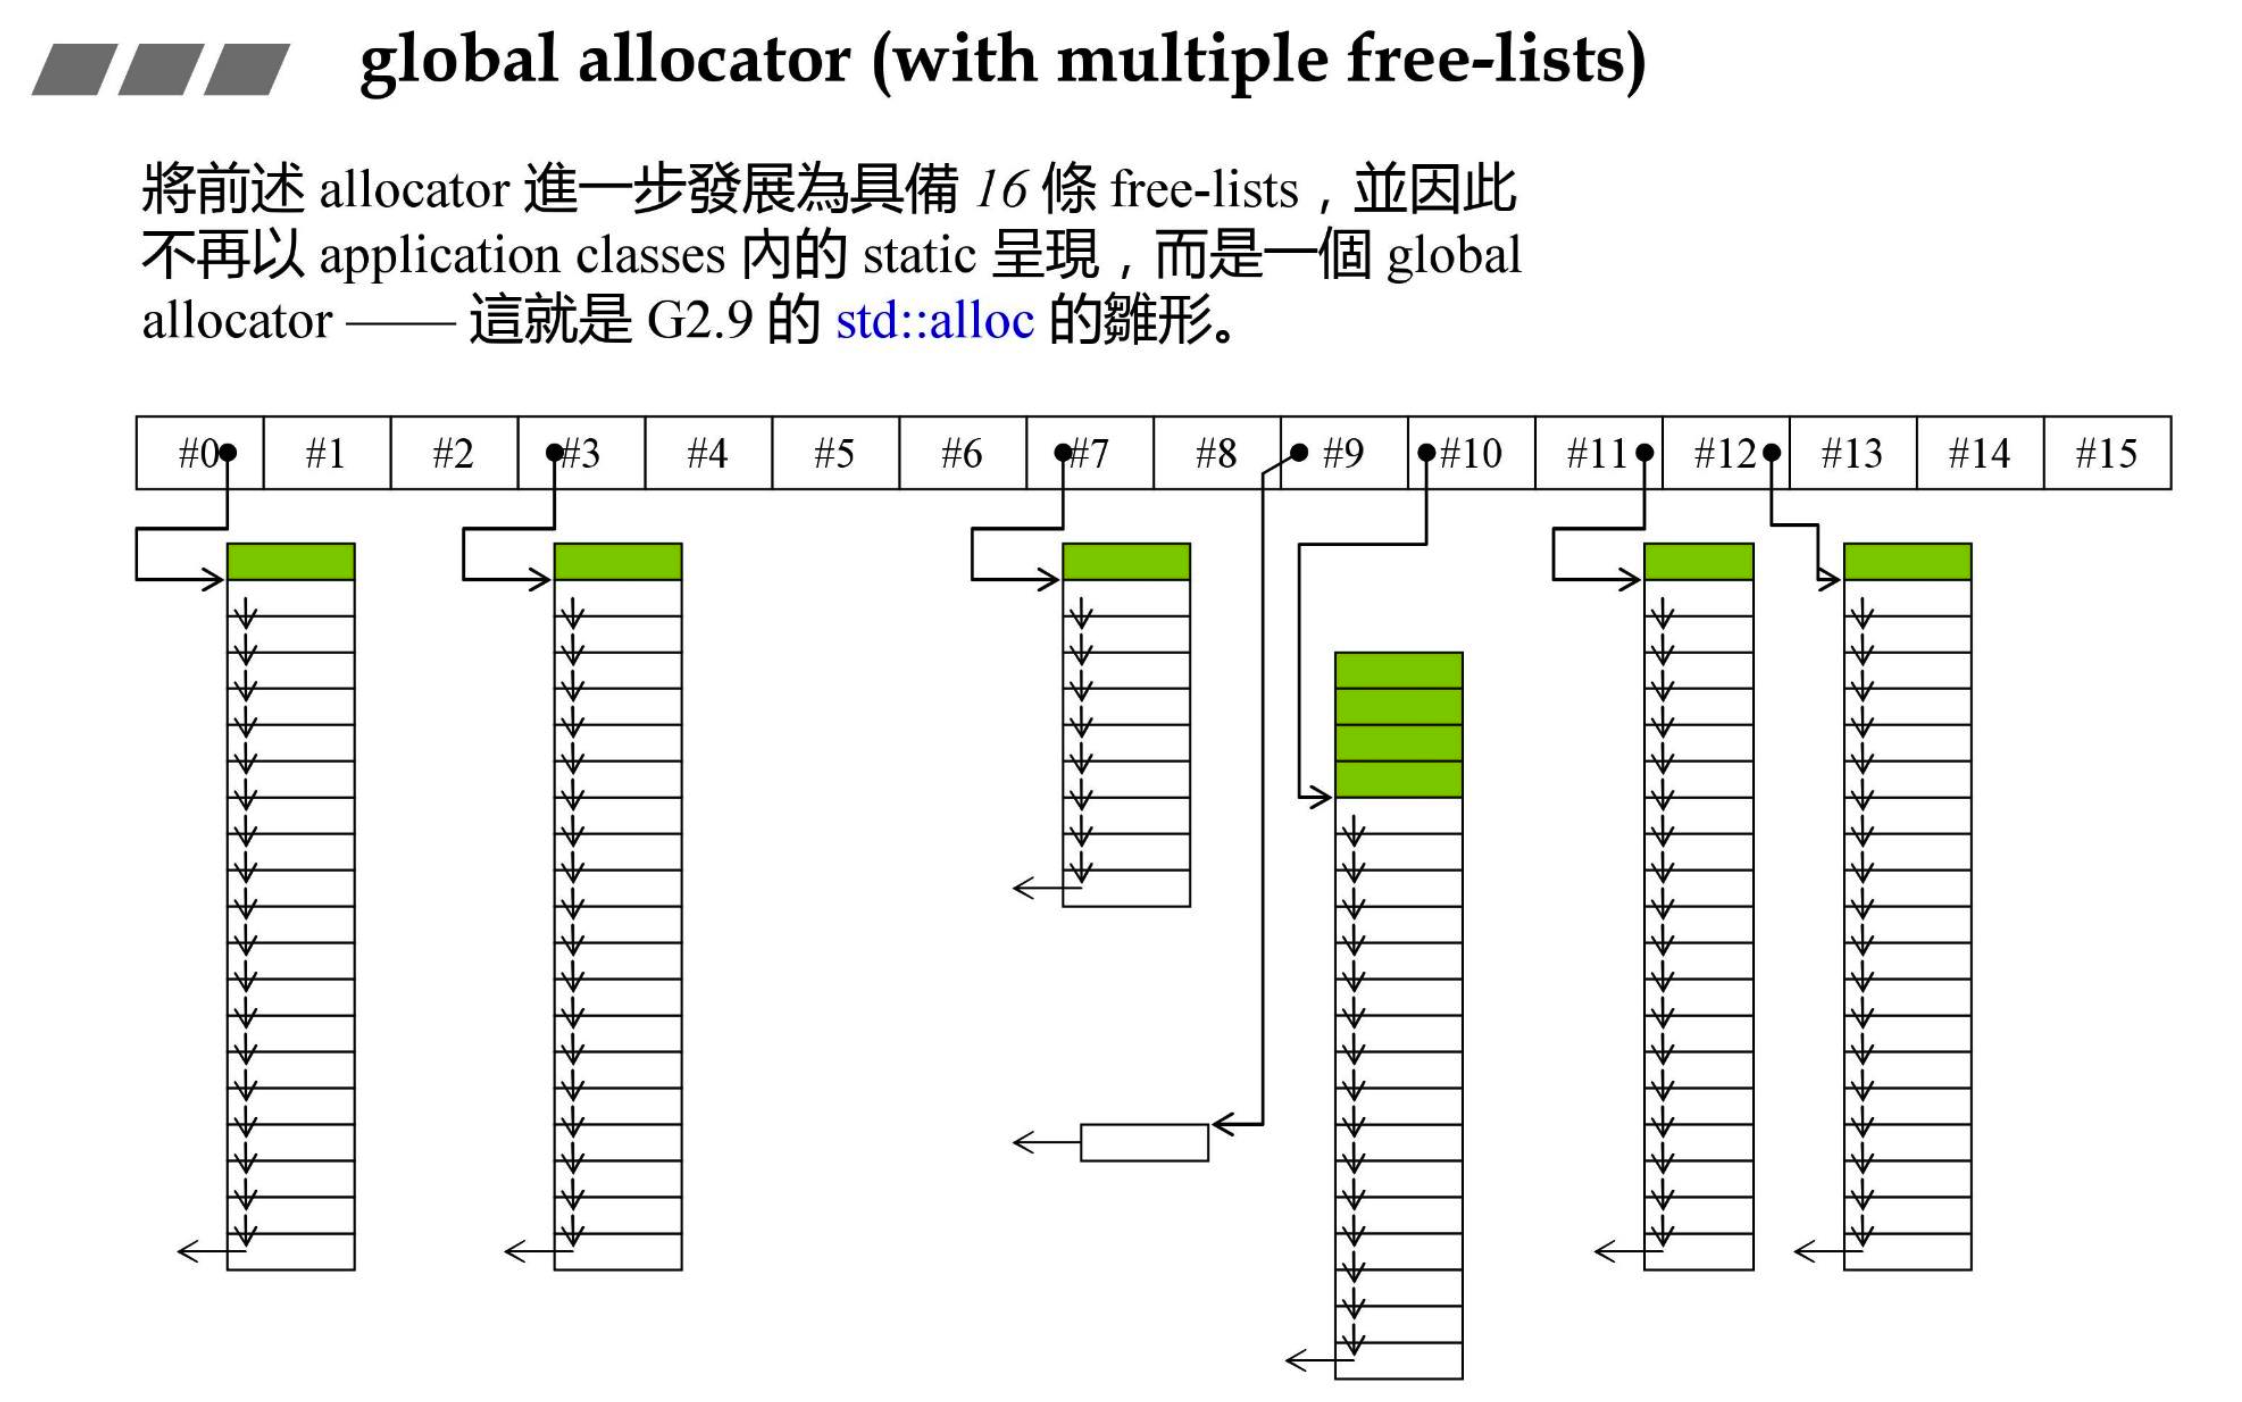 global allocator (with multiple free-lists)
將前述 allocator 進一步發展為具備 16 條 free-lists，並因此
不再以 application classes 內的 static 呈現，而是一個 global
allocator —— 這就是 G2.9 的 std::alloc 的雛形。
#0 #1 #2 #3 #4 #5 #6 #7 #8 #9 #10 #11 #12 #13 #14 #15